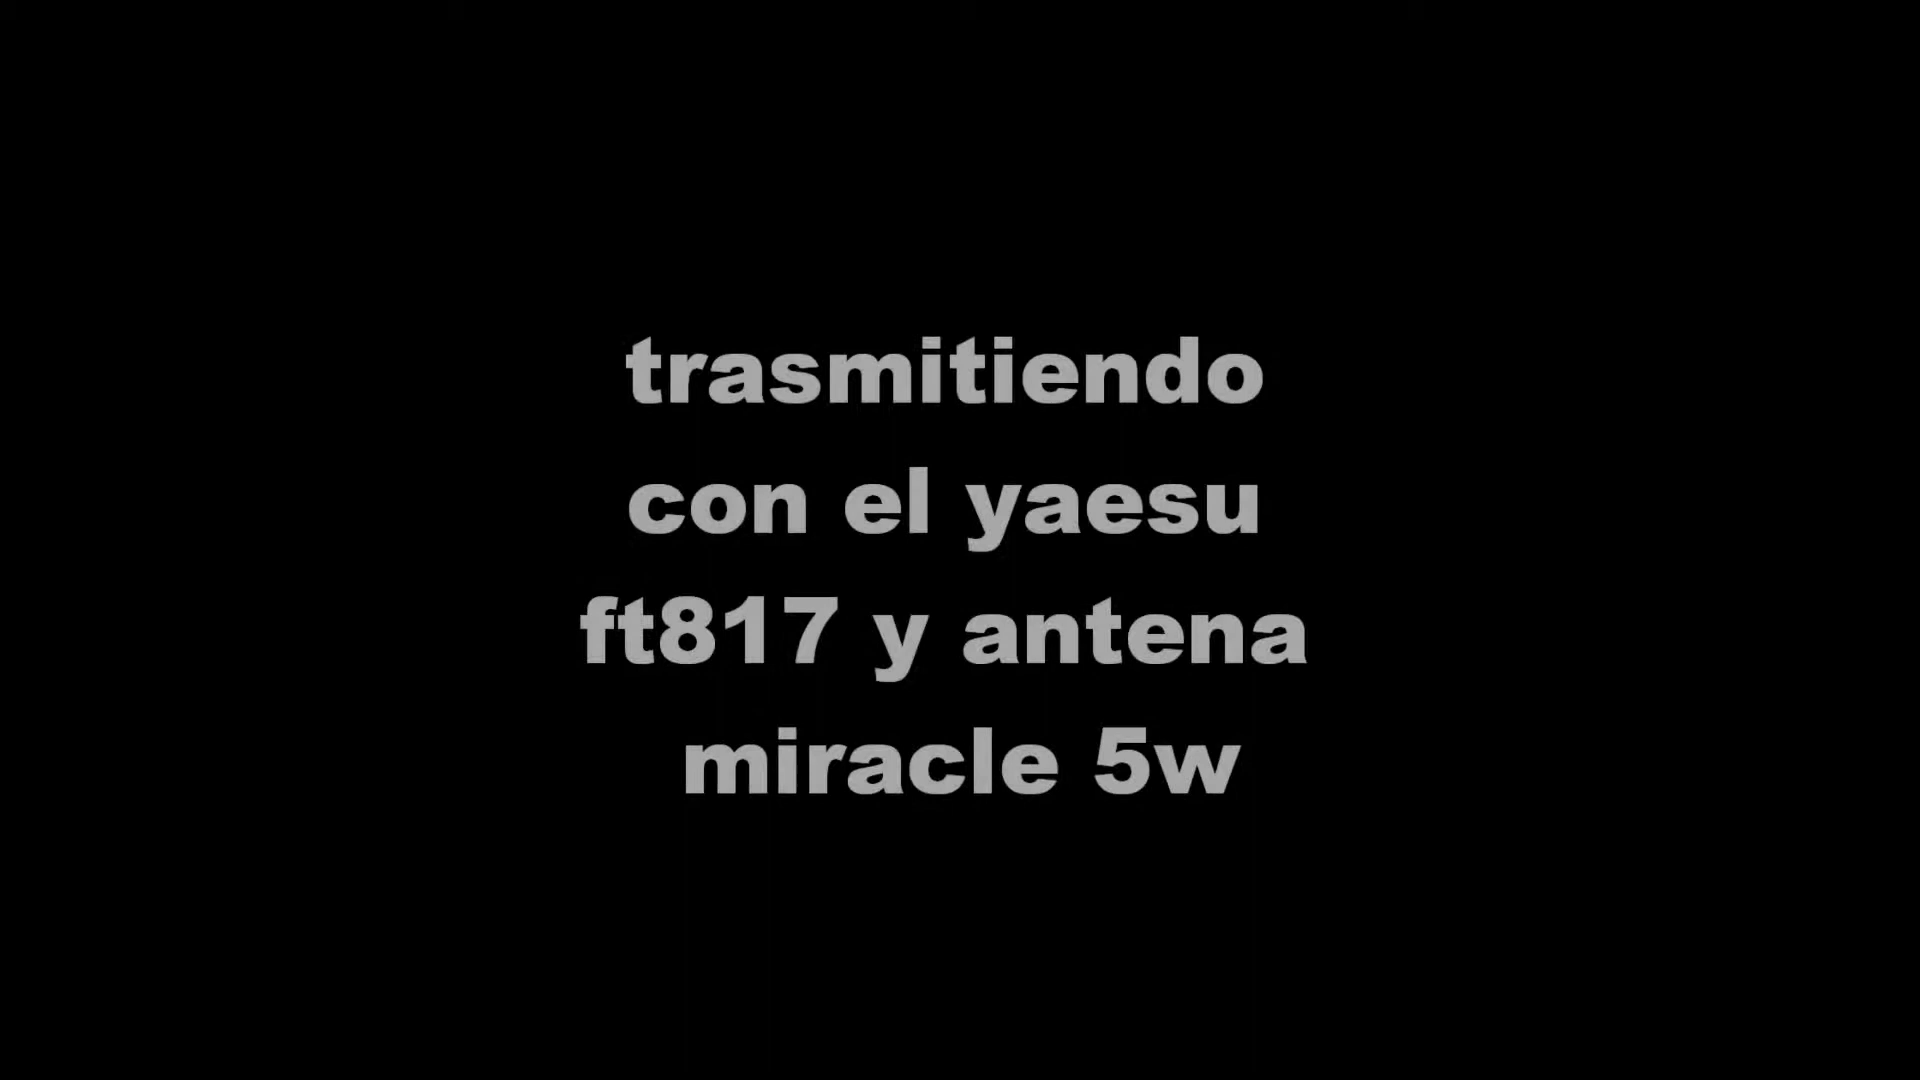 trasmitiendo
con el yaesu
ft817 y antena
miracle 5w